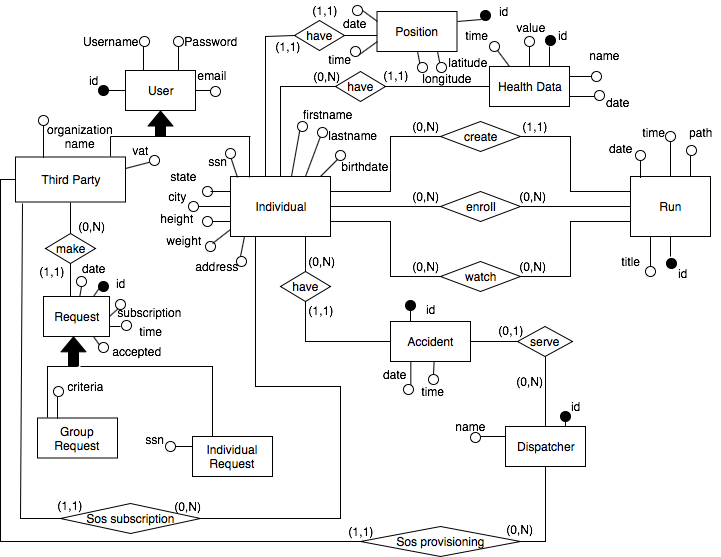 (1,1)
date
Position
id
have
(1,1)
time
latitude
longitude
time
value
id
name
Health Data
date
(0,N)
have
(1,1)
Username
Password
id
User
email
organization
name
vat
Third Party
firstname
lastname
birthdate
ssn
state
city
height
weight
address
Individual
(0,N)
create
(1,1)
(0,N)
enroll
(0,N)
(0,N)
watch
(0,N)
date
time
path
Run
title
id
(0,N)
make
(1,1)
date
id
subscription
time
accepted
Request
(0,N)
have
(1,1)
id
Accident
date
time
(0,1)
serve
(0,N)
criteria
Group
Request
ssn
Individual
Request
name
id
Dispatcher
(1,1)
Sos subscription
(0,N)
(1,1)
Sos provisioning
(0,N)